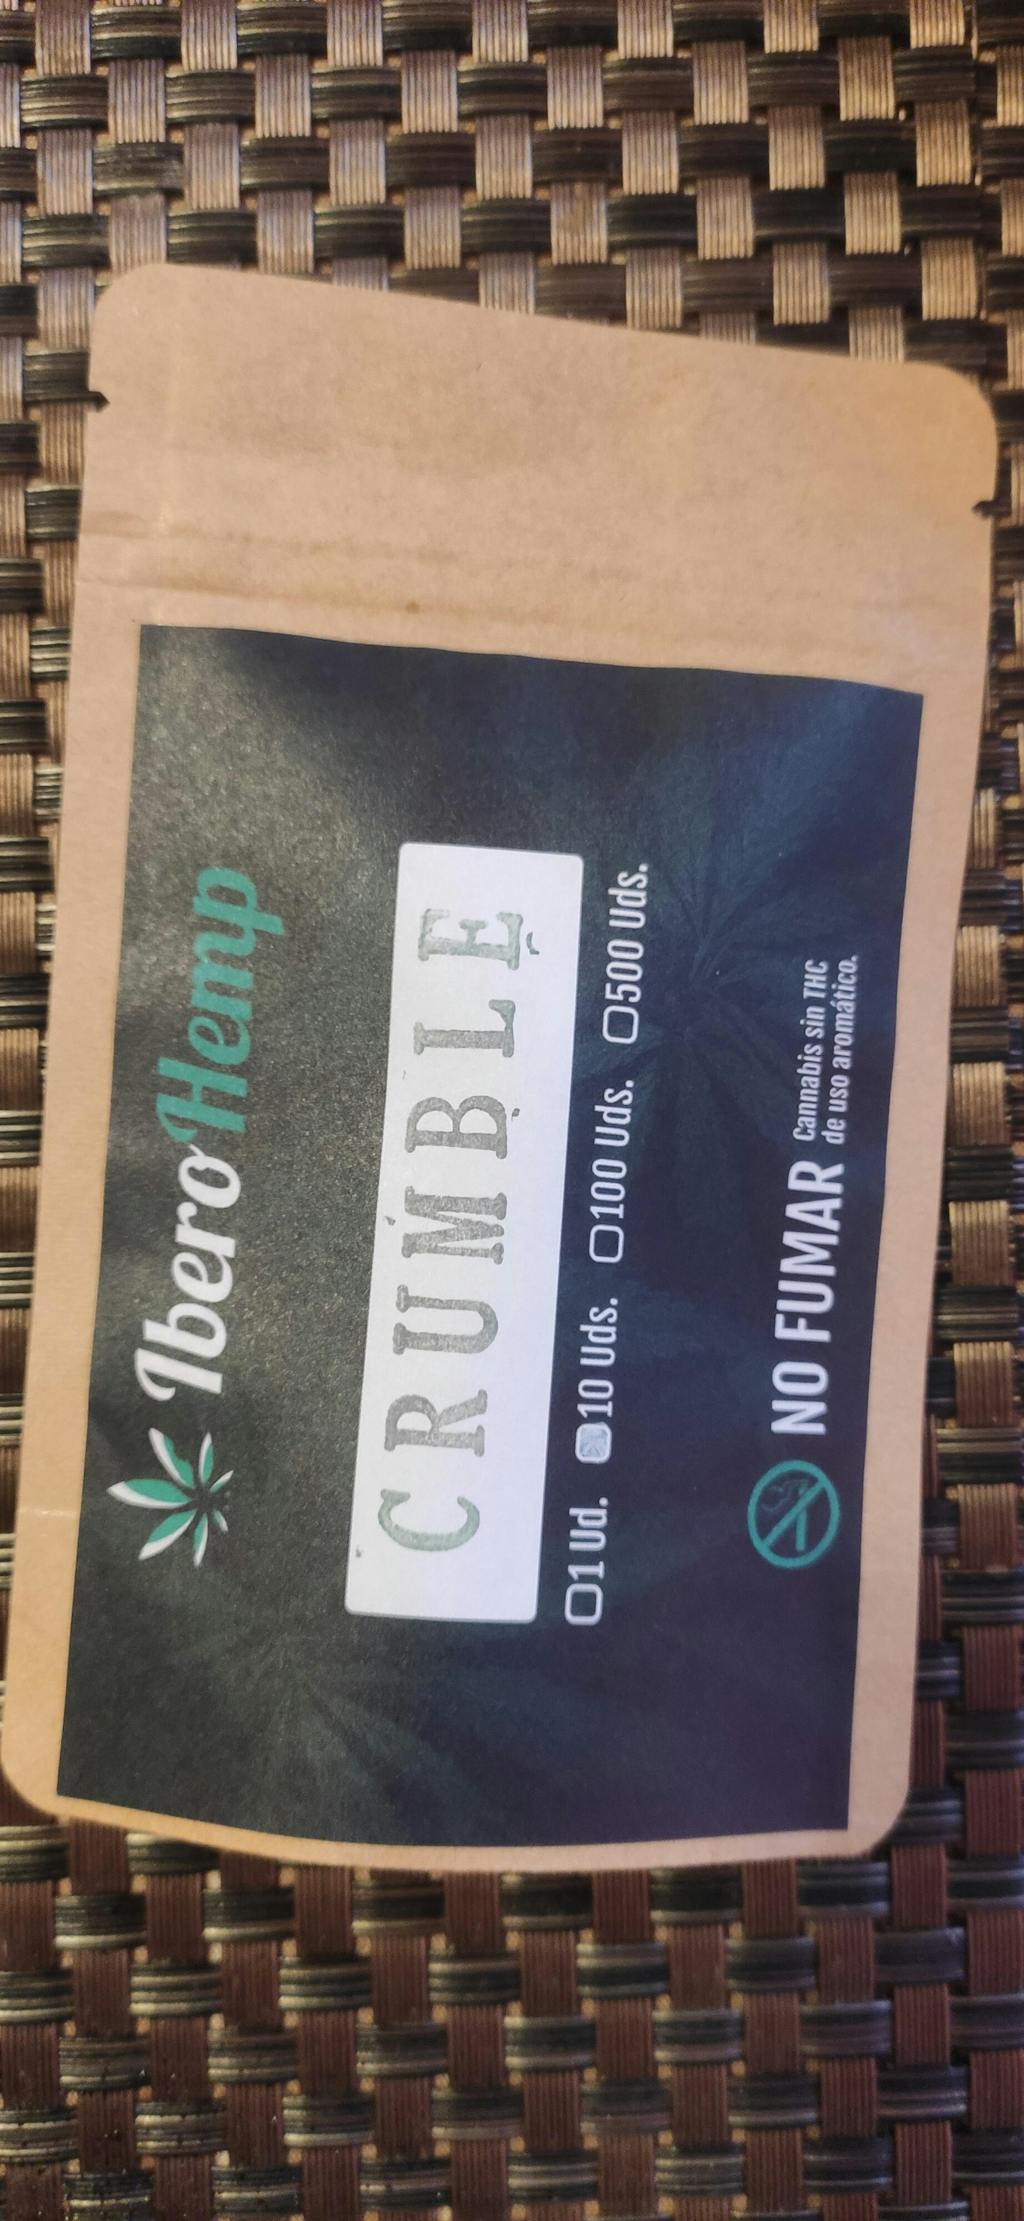 IberoHemp
CRUMBLE
1 Ud. 10 Uds. 100 Uds. 500 Uds.
NO FUMAR
Cannabis sin THC
de uso aromático.